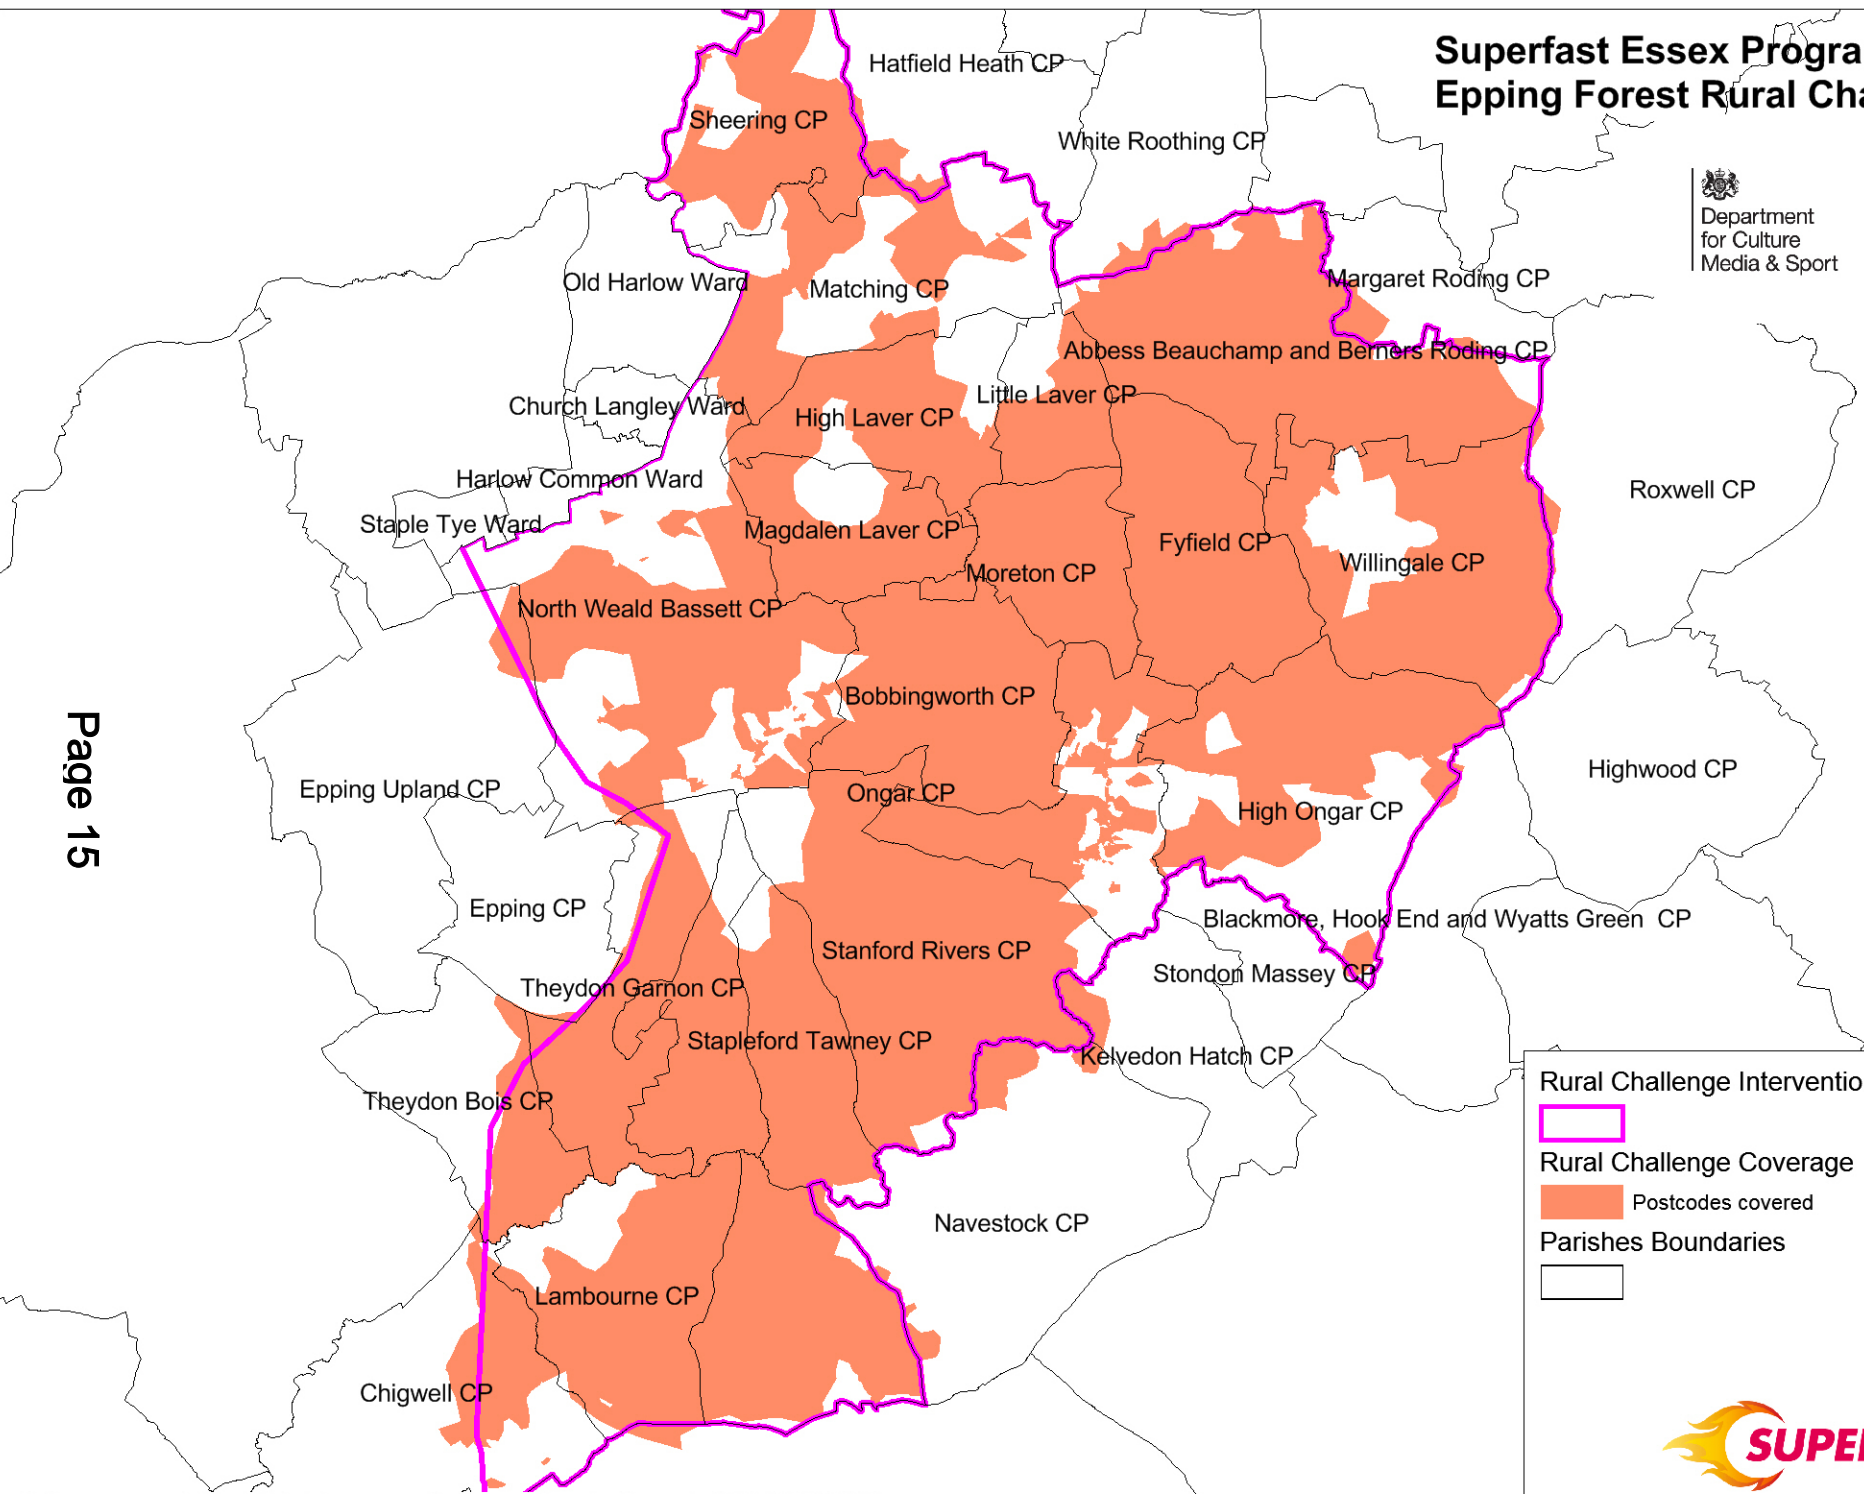 Superfast Essex Progra
Epping Forest Rural Cha
Hatfield Heath CP
Sheering CP
White Roothing CP
Department
for Culture
Media & Sport
Old Harlow Ward
Matching CP
Margaret Roding CP
Abbess Beauchamp and Berners Roding CP
Little Laver CP
Church Langley Ward
High Laver CP
Harlow Common Ward
Roxwell CP
Staple Tye Ward
Magdalen Laver CP
Fyfield CP
Willingale CP
Moreton CP
North Weald Bassett CP
Bobbingworth CP
Page 15
Epping Upland CP
Ongar CP
High Ongar CP
Highwood CP
Epping CP
Blackmore, Hook End and Wyatts Green CP
Stanford Rivers CP
Stondon Massey CP
Theydon Garnon CP
Stapleford Tawney CP
Kelvedon Hatch CP
Theydon Bois CP
Navestock CP
Lambourne CP
Chigwell CP
Rural Challenge Interventio
Rural Challenge Coverage
Postcodes covered
Parishes Boundaries
SUPE